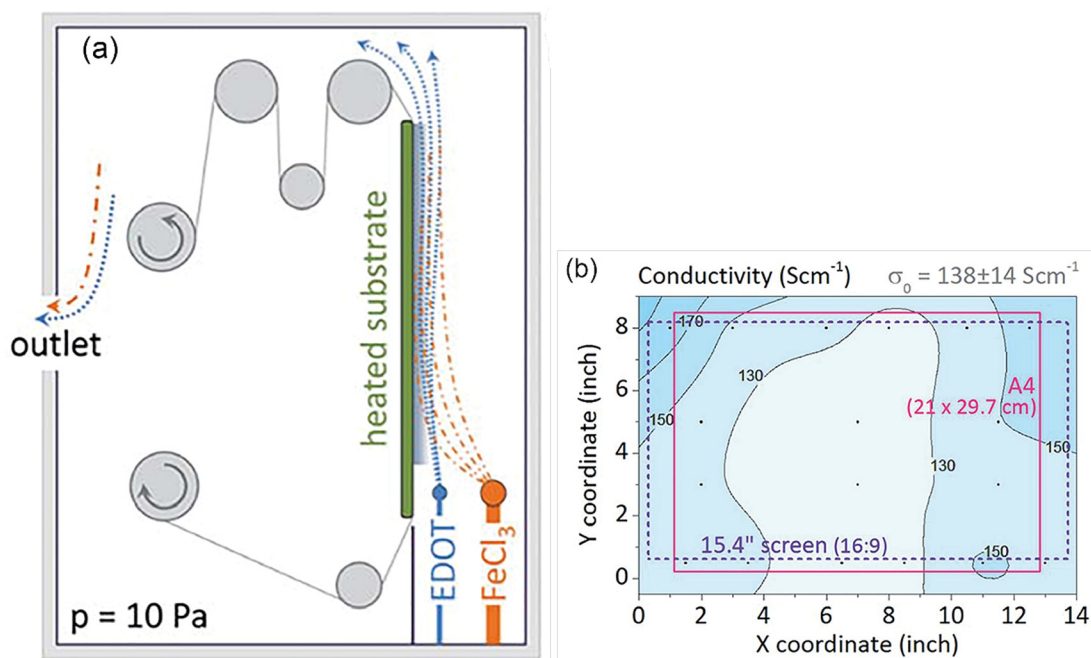 (a)
heated substrate
outlet
EDOT
FeCl₃
p = 10 Pa
(b)
Conductivity (Scm⁻¹)
σ₀ = 138±14 Scm⁻¹
Y coordinate (inch)
8
6
4
2
0
170
150
130
130
150
150
A4
(21 x 29.7 cm)
15.4" screen (16:9)
0
2
4
6
8
10
12
14
X coordinate (inch)